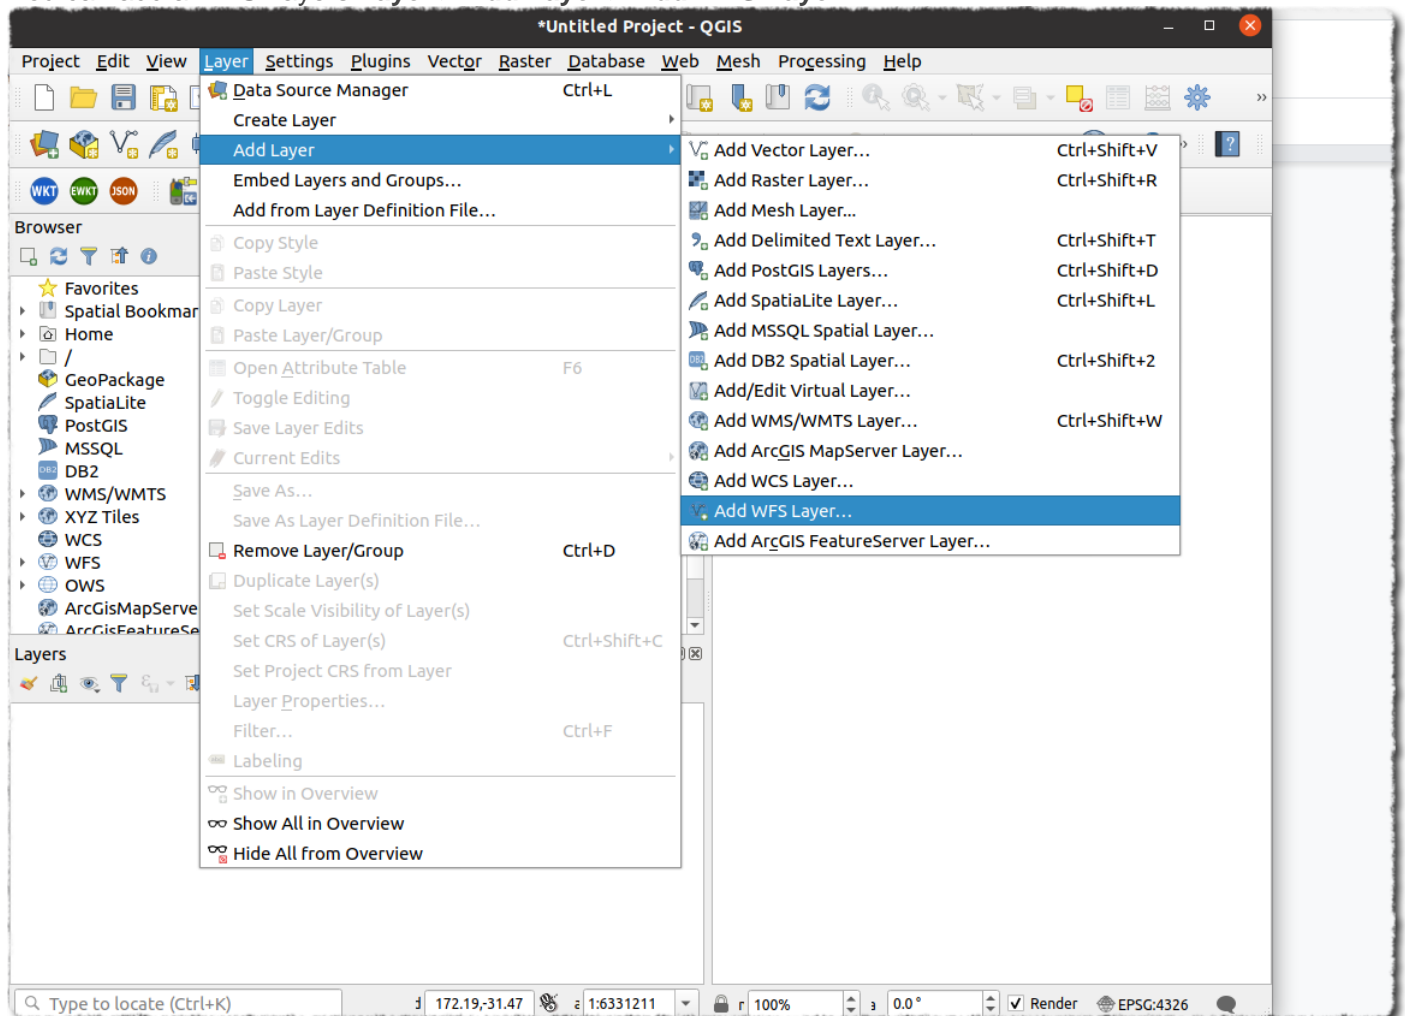 *Untitled Project - QGIS
Project Edit View Layer Settings Plugins Vector Raster Database Web Mesh Processing Help
Data Source Manager Ctrl+L
Create Layer
Add Layer
Embed Layers and Groups...
Add from Layer Definition File...
Copy Style
Paste Style
Copy Layer
Paste Layer/Group
Open Attribute Table F6
Toggle Editing
Save Layer Edits
Current Edits
Save As...
Save As Layer Definition File...
Remove Layer/Group Ctrl+D
Duplicate Layer(s)
Set Scale Visibility of Layer(s)
Set CRS of Layer(s) Ctrl+Shift+C
Set Project CRS from Layer
Layer Properties...
Filter... Ctrl+F
Labeling
Show in Overview
Show All in Overview
Hide All from Overview
Add Vector Layer... Ctrl+Shift+V
Add Raster Layer... Ctrl+Shift+R
Add Mesh Layer...
Add Delimited Text Layer... Ctrl+Shift+T
Add PostGIS Layers... Ctrl+Shift+D
Add SpatiaLite Layer... Ctrl+Shift+L
Add MSSQL Spatial Layer...
Add DB2 Spatial Layer... Ctrl+Shift+2
Add/Edit Virtual Layer...
Add WMS/WMTS Layer... Ctrl+Shift+W
Add ArcGIS MapServer Layer...
Add WCS Layer...
Add WFS Layer...
Add ArcGIS FeatureServer Layer...
WKT EWKT JSON
Browser
Favorites
Spatial Bookmar
Home
/
GeoPackage
SpatiaLite
PostGIS
MSSQL
DB2
WMS/WMTS
XYZ Tiles
WCS
WFS
OWS
ArcGisMapServe
ArcGisFeatureSe
Layers
Type to locate (Ctrl+K) 172.19,-31.47 1:6331211 100% 0.0 ° Render EPSG:4326